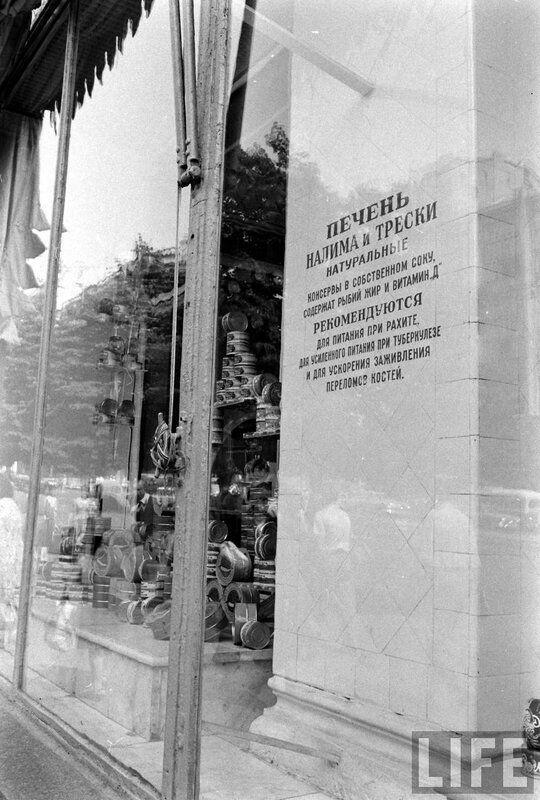 ПЕЧЕНЬ
НАЛИМА и ТРЕСКИ
НАТУРАЛЬНЫЕ
КОНСЕРВЫ В СОБСТВЕННОМ СОКУ,
СОДЕРЖАТ РЫБИЙ ЖИР И ВИТАМИН „Д"
РЕКОМЕНДУЮТСЯ
ДЛЯ ПИТАНИЯ ПРИ РАХИТЕ,
ДЛЯ УСИЛЕННОГО ПИТАНИЯ ПРИ ТУБЕРКУЛЕЗЕ
И ДЛЯ УСКОРЕНИЯ ЗАЖИВЛЕНИЯ
ПЕРЕЛОМОВ КОСТЕЙ.
LIFE